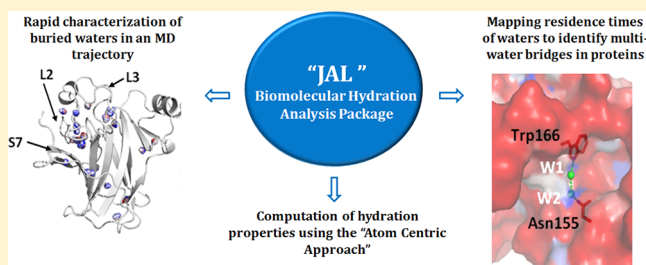 Rapid characterization of
buried waters in an MD
trajectory
L2
L3
S7
“JAL”
Biomolecular Hydration
Analysis Package
Computation of hydration
properties using the “Atom Centric
Approach”
Mapping residence times
of waters to identify multi-
water bridges in proteins
Trp166
W1
W2
Asn155